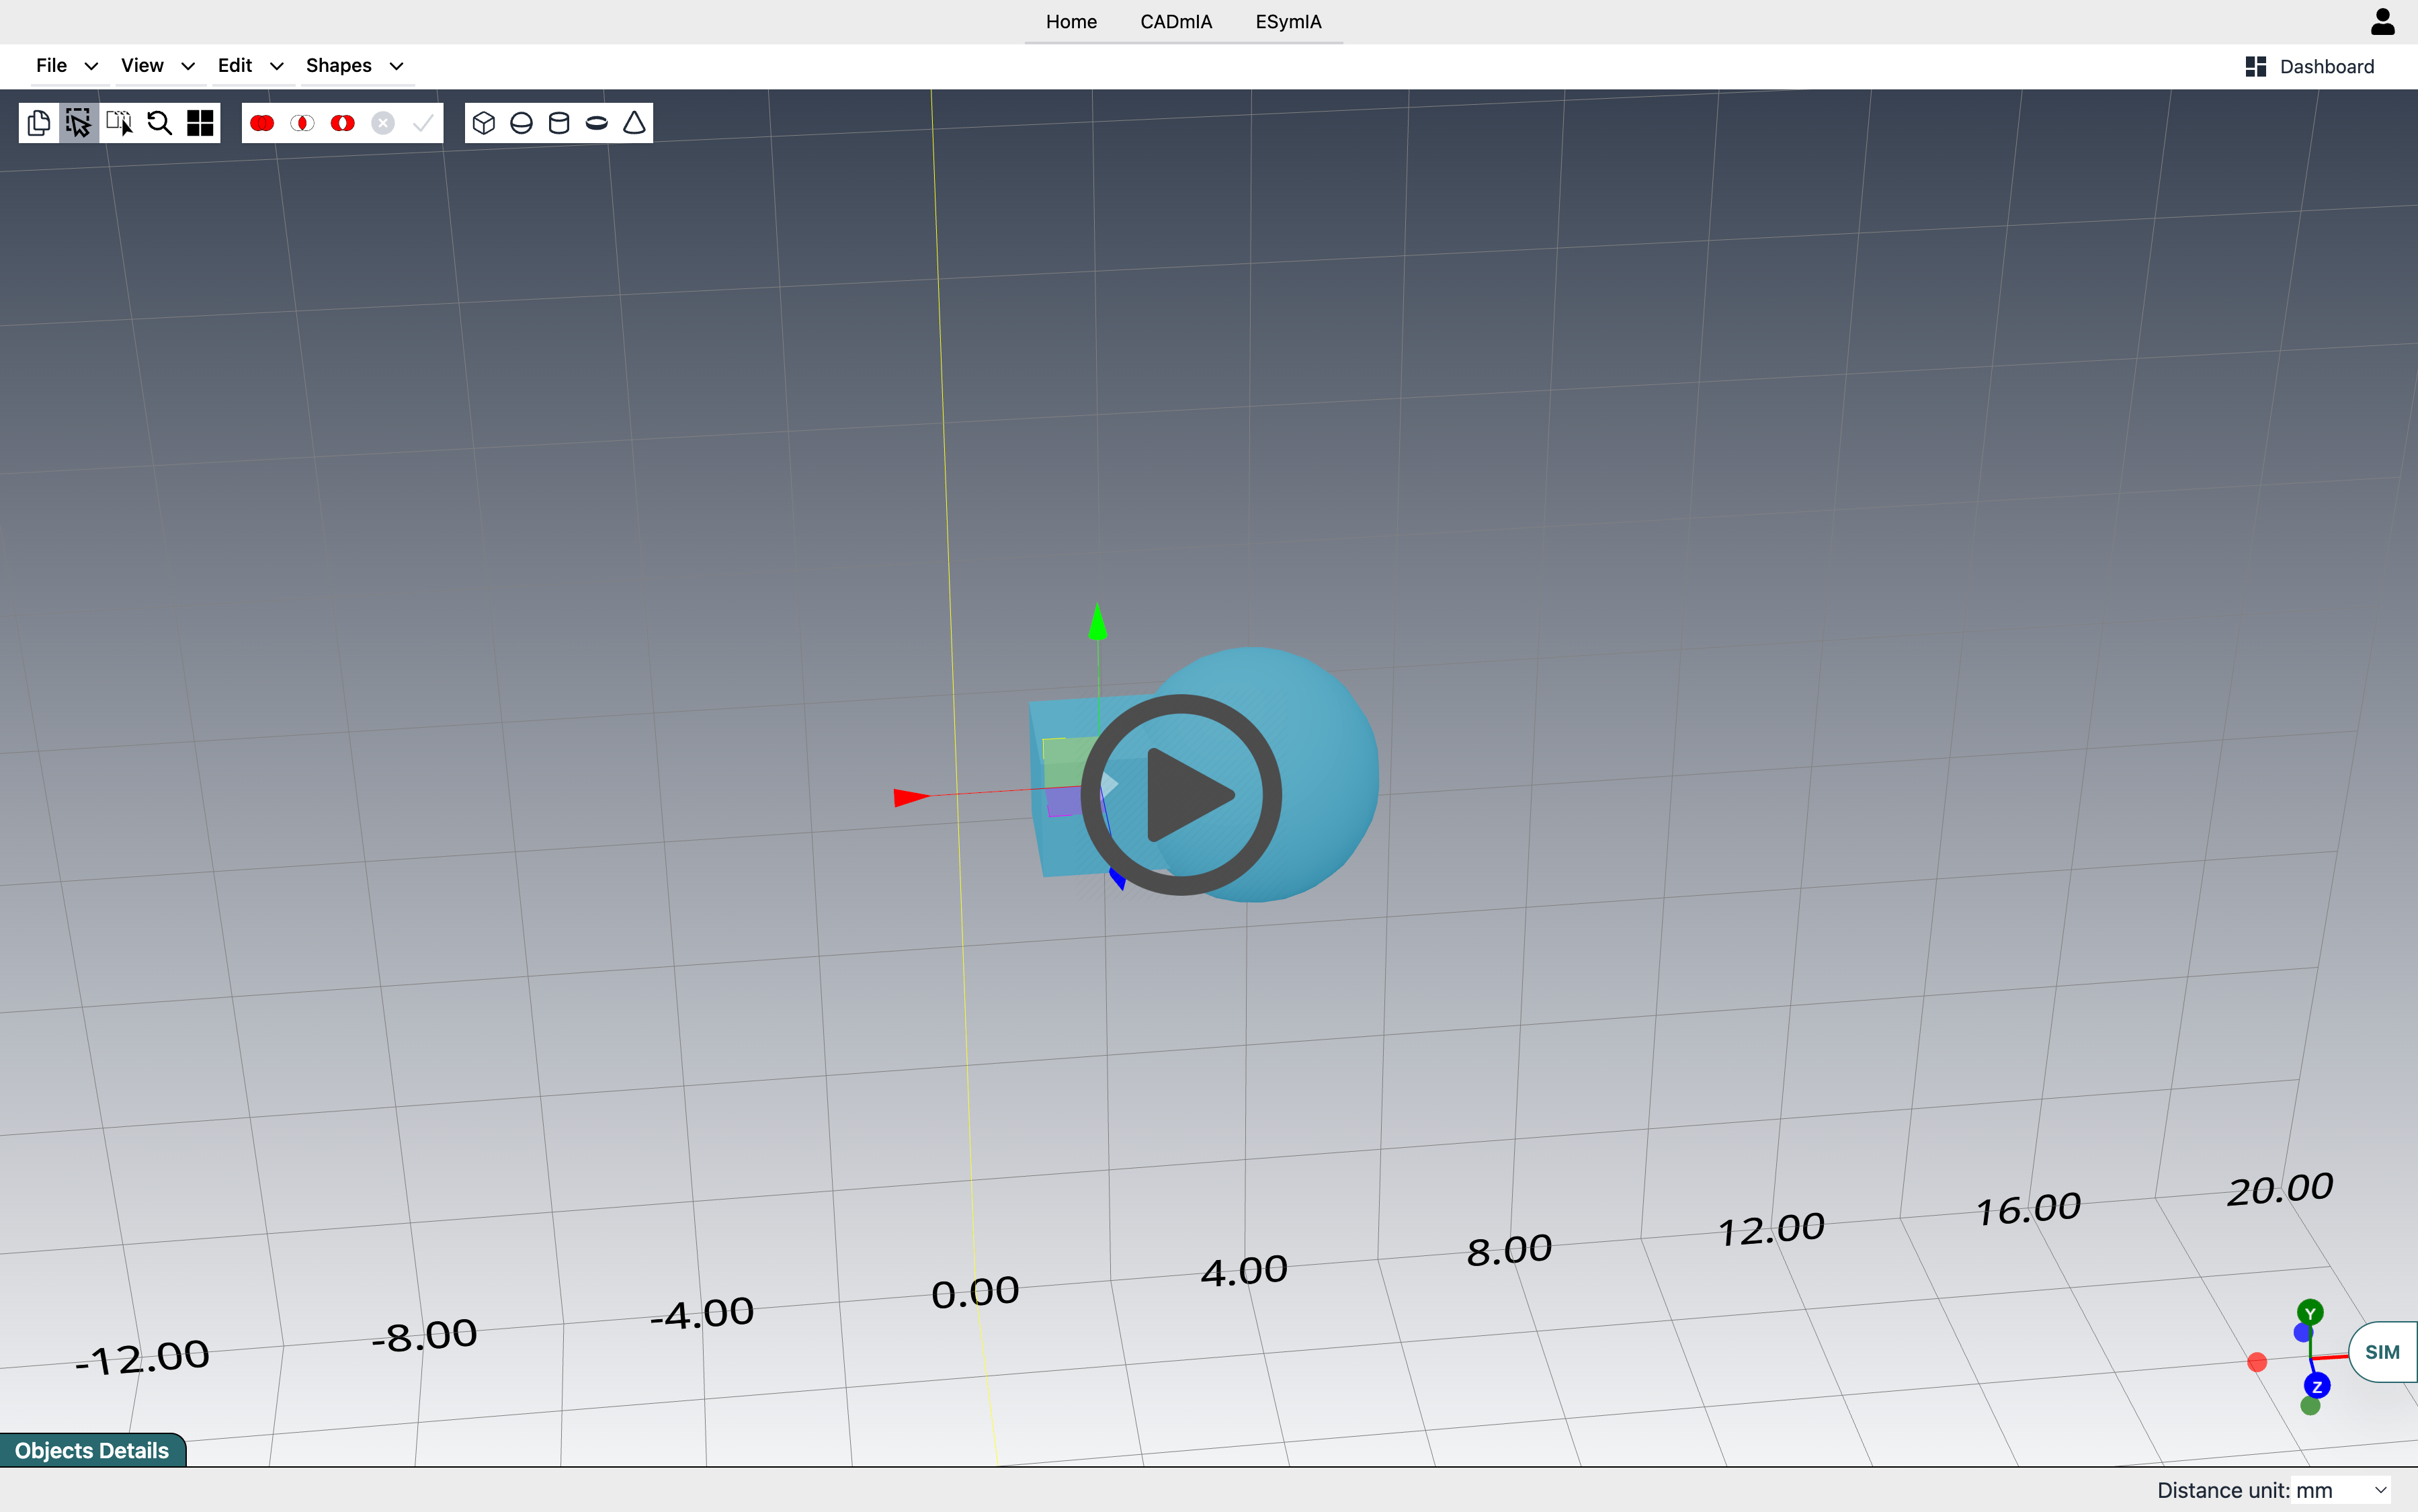 Home CADmIA ESymIA
File View Edit Shapes Dashboard
20.00
16.00
12.00
8.00
4.00
0.00
-4.00
-8.00
-12.00
Y
SIM
Z
Objects Details
Distance unit: mm